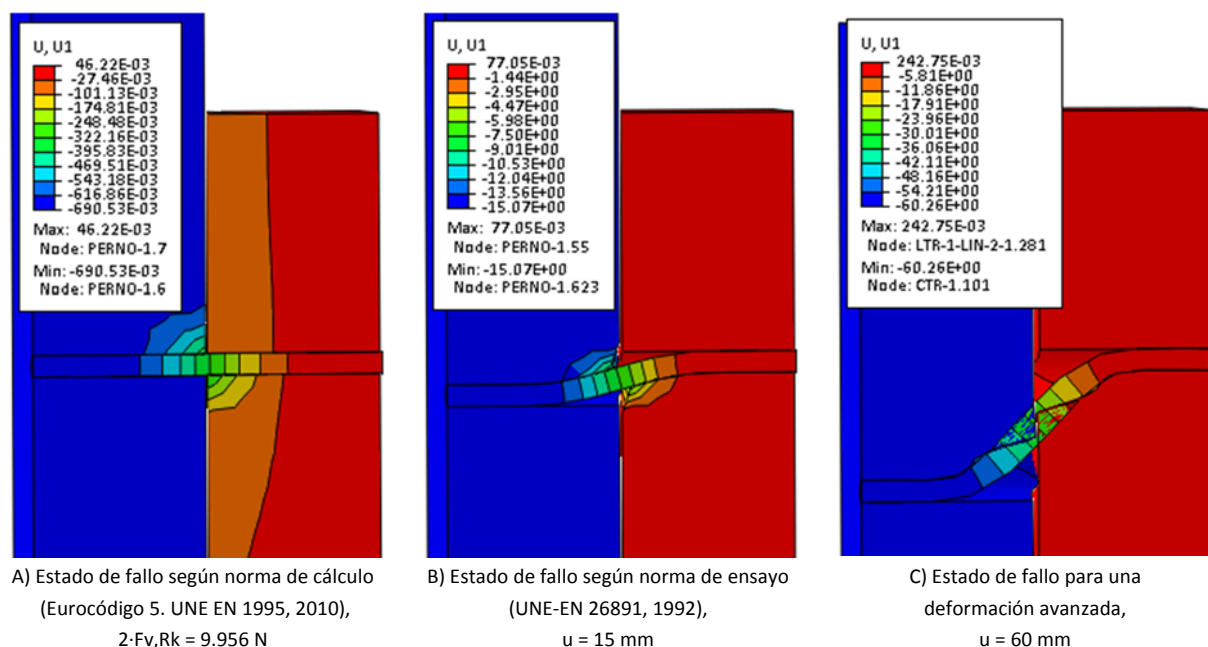 U, U1
46.22E-03
-27.46E-03
-101.13E-03
-174.81E-03
-248.48E-03
-322.16E-03
-395.83E-03
-469.51E-03
-543.18E-03
-616.86E-03
-690.53E-03
Max: 46.22E-03
Node: PERNO-1.7
Min: -690.53E-03
Node: PERNO-1.6
U, U1
77.05E-03
-1.44E+00
-2.95E+00
-4.47E+00
-5.98E+00
-7.50E+00
-9.01E+00
-10.53E+00
-12.04E+00
-13.56E+00
-15.07E+00
Max: 77.05E-03
Node: PERNO-1.55
Min: -15.07E+00
Node: PERNO-1.623
U, U1
242.75E-03
-5.81E+00
-11.86E+00
-17.91E+00
-23.96E+00
-30.01E+00
-36.06E+00
-42.11E+00
-48.16E+00
-54.21E+00
-60.26E+00
Max: 242.75E-03
Node: LTR-1-LIN-2-1.281
Min: -60.26E+00
Node: CTR-1.101
A) Estado de fallo según norma de cálculo
(Eurocódigo 5. UNE EN 1995, 2010),
2·Fv,Rk = 9.956 N
B) Estado de fallo según norma de ensayo
(UNE-EN 26891, 1992),
u = 15 mm
C) Estado de fallo para una
deformación avanzada,
u = 60 mm